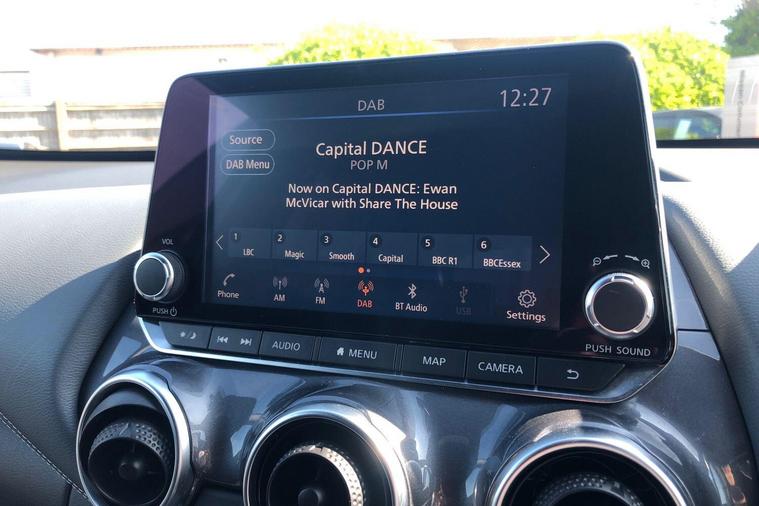 DAB
12:27
Source
DAB Menu
Capital DANCE
POP M
Now on Capital DANCE: Ewan
McVicar with Share The House
1 LBC
2 Magic
3 Smooth
4 Capital
5 BBC R1
6 BBCEssex
Phone
AM
FM
DAB
BT Audio
USB
Settings
VOL
PUSH
PUSH SOUND
AUDIO
MENU
MAP
CAMERA